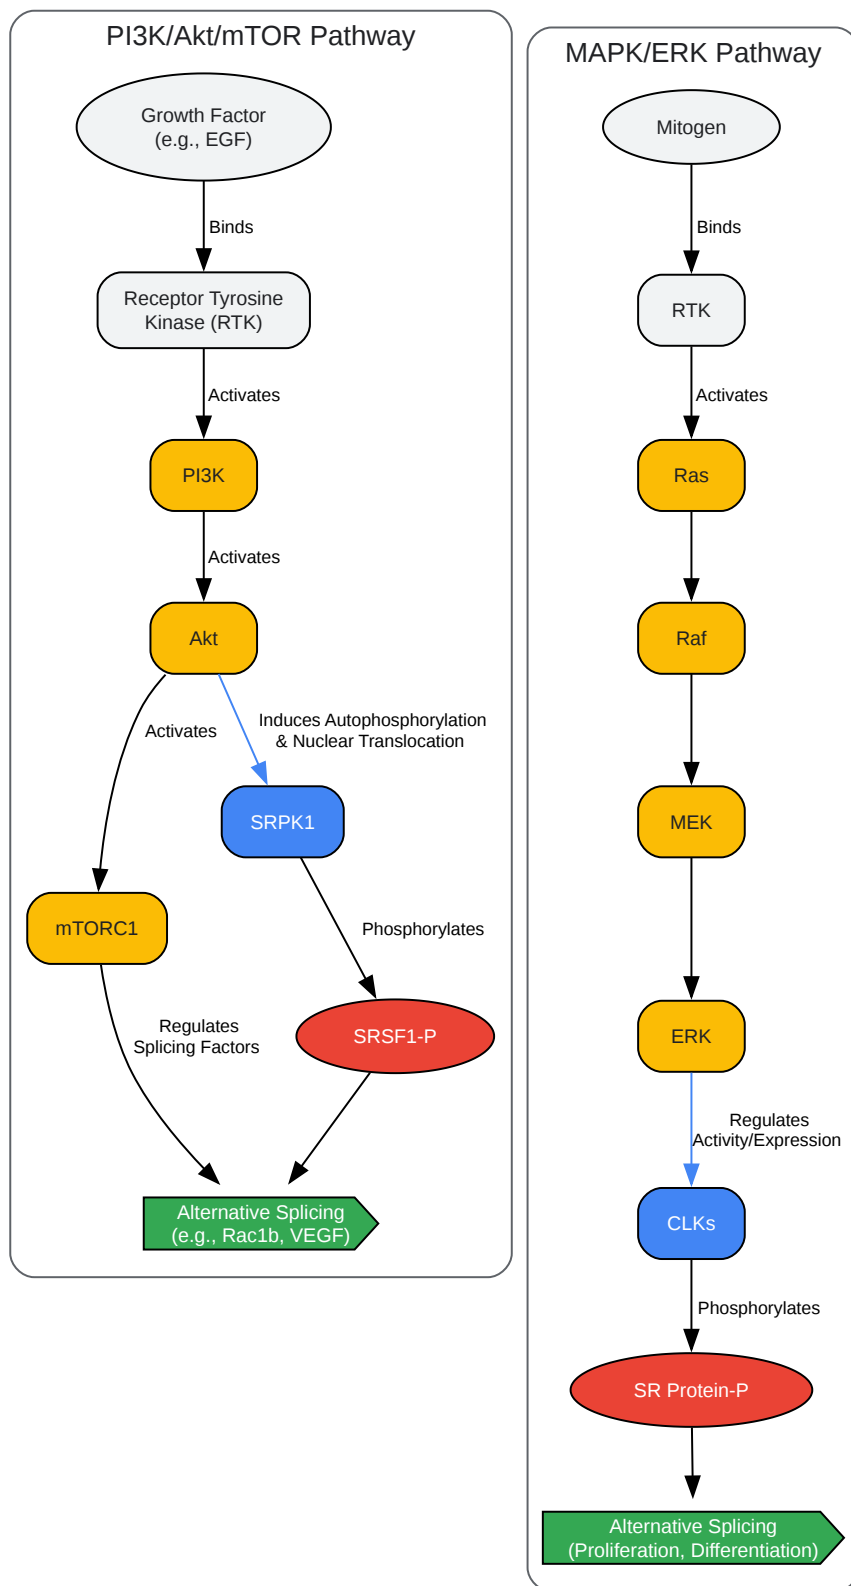 PI3K/Akt/mTOR Pathway
Growth Factor
(e.g., EGF)
Binds
Receptor Tyrosine
Kinase (RTK)
Activates
PI3K
Activates
Akt
Activates
Induces Autophosphorylation
& Nuclear Translocation
SRPK1
mTORC1
Phosphorylates
Regulates
Splicing Factors
SRSF1-P
Alternative Splicing
(e.g., Rac1b, VEGF)
MAPK/ERK Pathway
Mitogen
Binds
RTK
Activates
Ras
Raf
MEK
ERK
Regulates
Activity/Expression
CLKs
Phosphorylates
SR Protein-P
Alternative Splicing
(Proliferation, Differentiation)